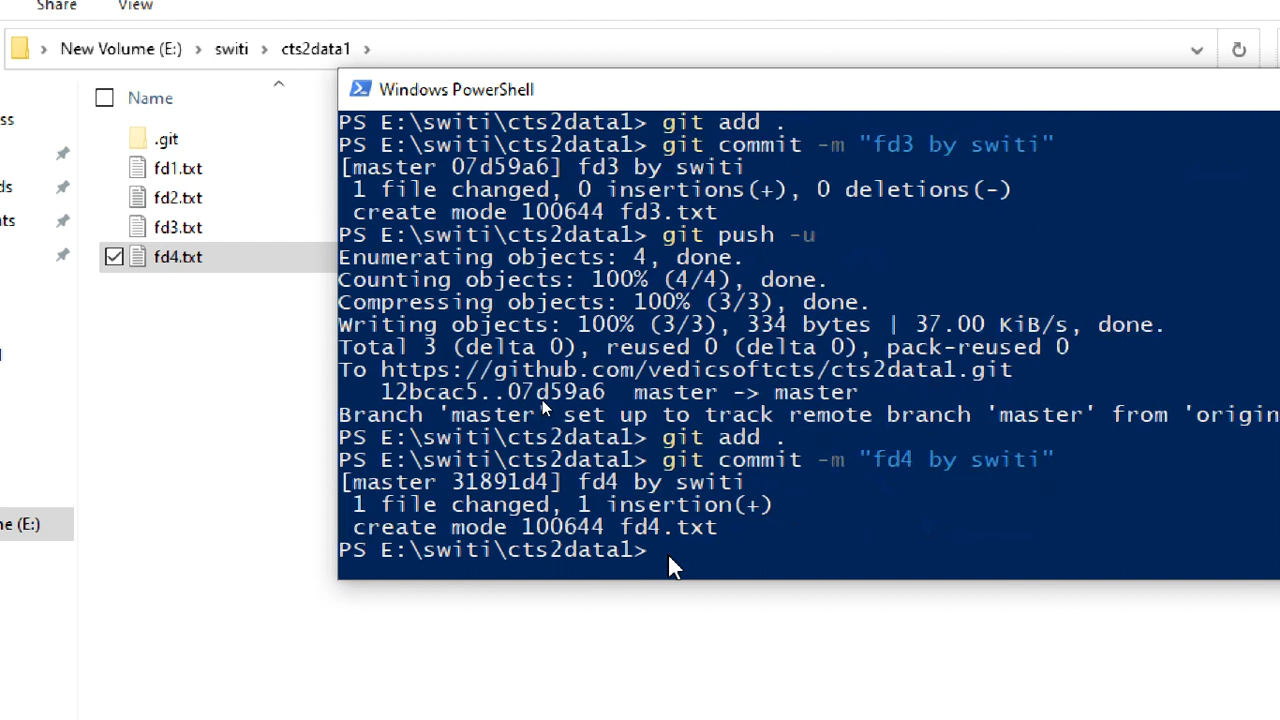 Share View
New Volume (E:) switi cts2data1
Name
ss
.git
fd1.txt
ds
fd2.txt
nts
fd3.txt
fd4.txt
me (E:)
Windows PowerShell
PS E:\switi\cts2data1> git add .
PS E:\switi\cts2data1> git commit -m "fd3 by switi"
[master 07d59a6] fd3 by switi
1 file changed, 0 insertions(+), 0 deletions(-)
create mode 100644 fd3.txt
PS E:\switi\cts2data1> git push -u
Enumerating objects: 4, done.
Counting objects: 100% (4/4), done.
Compressing objects: 100% (3/3), done.
Writing objects: 100% (3/3), 334 bytes | 37.00 KiB/s, done.
Total 3 (delta 0), reused 0 (delta 0), pack-reused 0
To https://github.com/vedicsoftcts/cts2data1.git
12bcac5..07d59a6 master -> master
Branch 'master' set up to track remote branch 'master' from 'origin
PS E:\switi\cts2data1> git add .
PS E:\switi\cts2data1> git commit -m "fd4 by switi"
[master 31891d4] fd4 by switi
1 file changed, 1 insertion(+)
create mode 100644 fd4.txt
PS E:\switi\cts2data1>